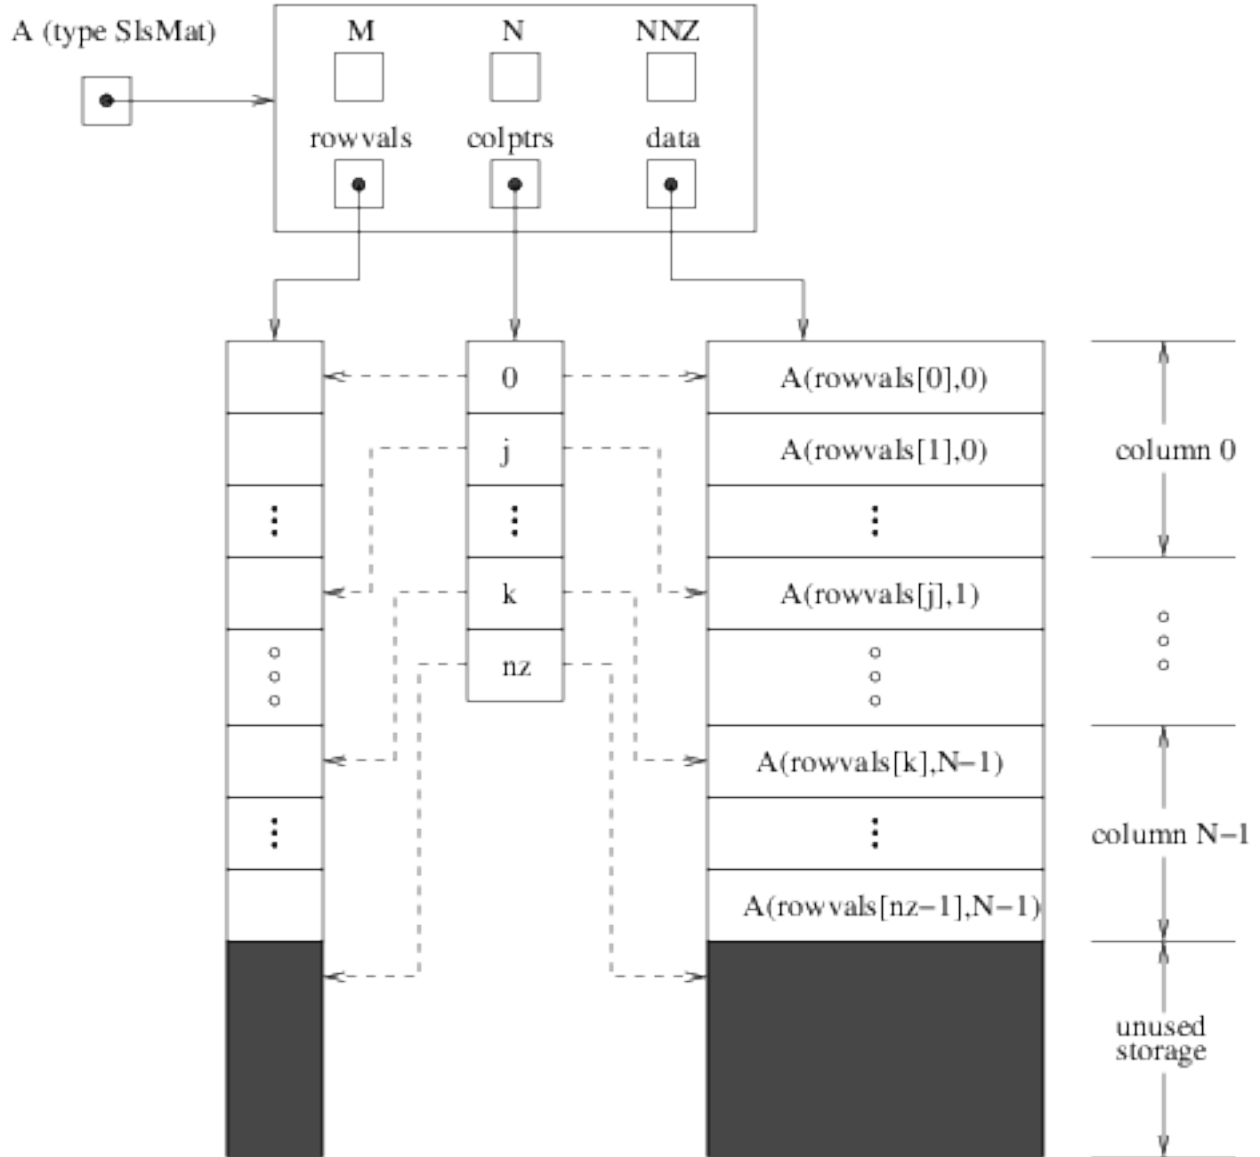 A (type SlsMat)
M N NNZ
rowvals colptrs data
0 A(rowvals[0],0)
j A(rowvals[1],0) column 0
k A(rowvals[j],1)
nz
A(rowvals[k],N−1)
column N−1
A(rowvals[nz−1],N−1)
unused
storage